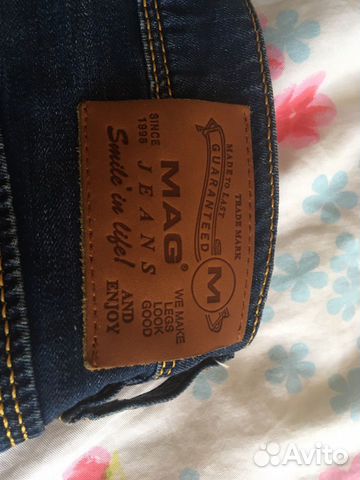 MADE TO LAST
TRADE MARK
GUARANTEED
M
SINCE
1998
MAG®
JEANS
Smile'in life!
WE MAKE
LEGS
LOOK
GOOD
AND
ENJOY
Avito